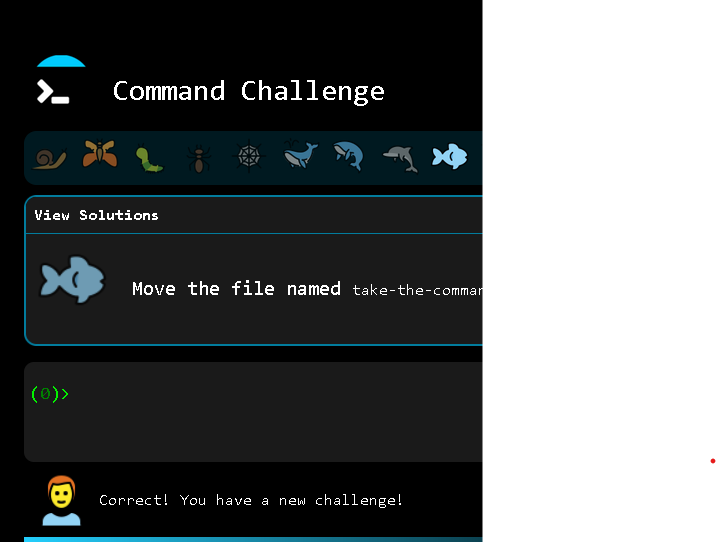 Command Challenge
View Solutions
Move the file named take-the-comman
(0)>
Correct! You have a new challenge!